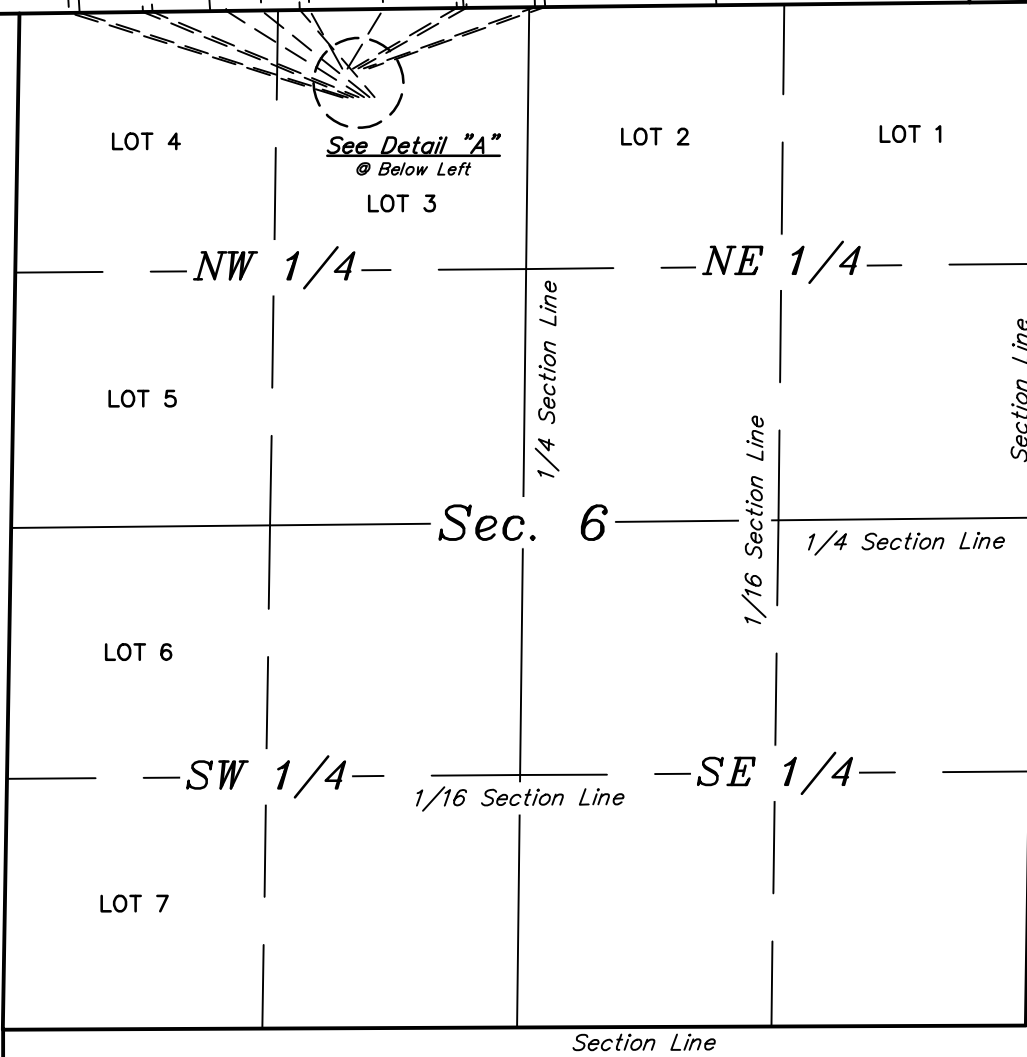 LOT 4
See Detail "A"
@ Below Left
LOT 3
LOT 2
LOT 1
NW 1/4
NE 1/4
1/4 Section Line
Section Line
LOT 5
1/16 Section Line
Sec. 6
1/4 Section Line
LOT 6
SW 1/4
SE 1/4
1/16 Section Line
LOT 7
Section Line